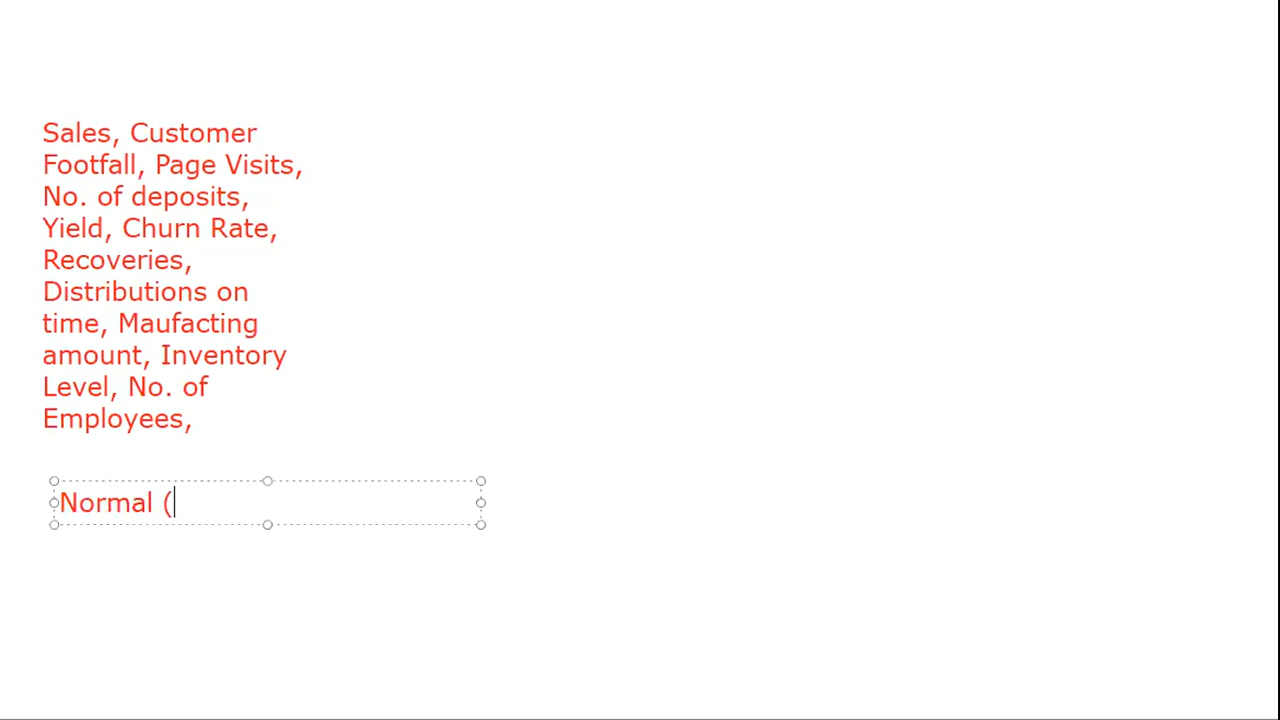 Sales, Customer
Footfall, Page Visits,
No. of deposits,
Yield, Churn Rate,
Recoveries,
Distributions on
time, Maufacting
amount, Inventory
Level, No. of
Employees,
Normal (